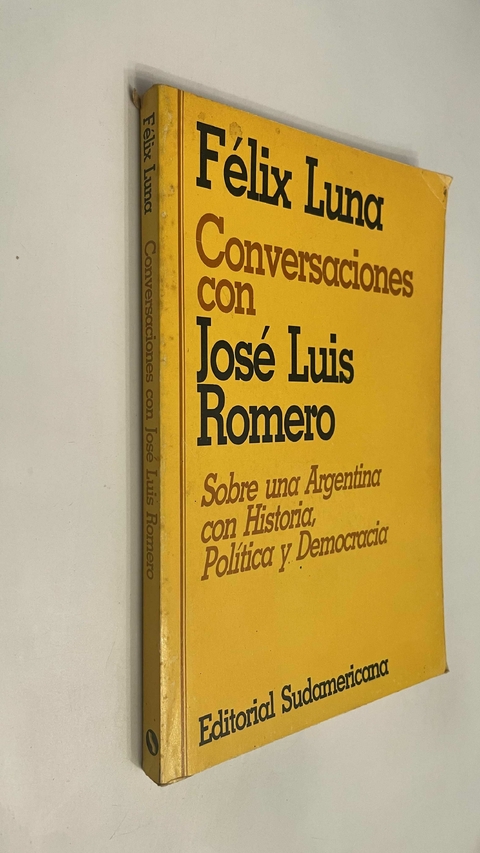 Félix Luna
Conversaciones
con
José Luis
Romero
Sobre una Argentina
con Historia,
Política y Democracia
Editorial Sudamericana
Félix Luna Conversaciones con José Luis Romero